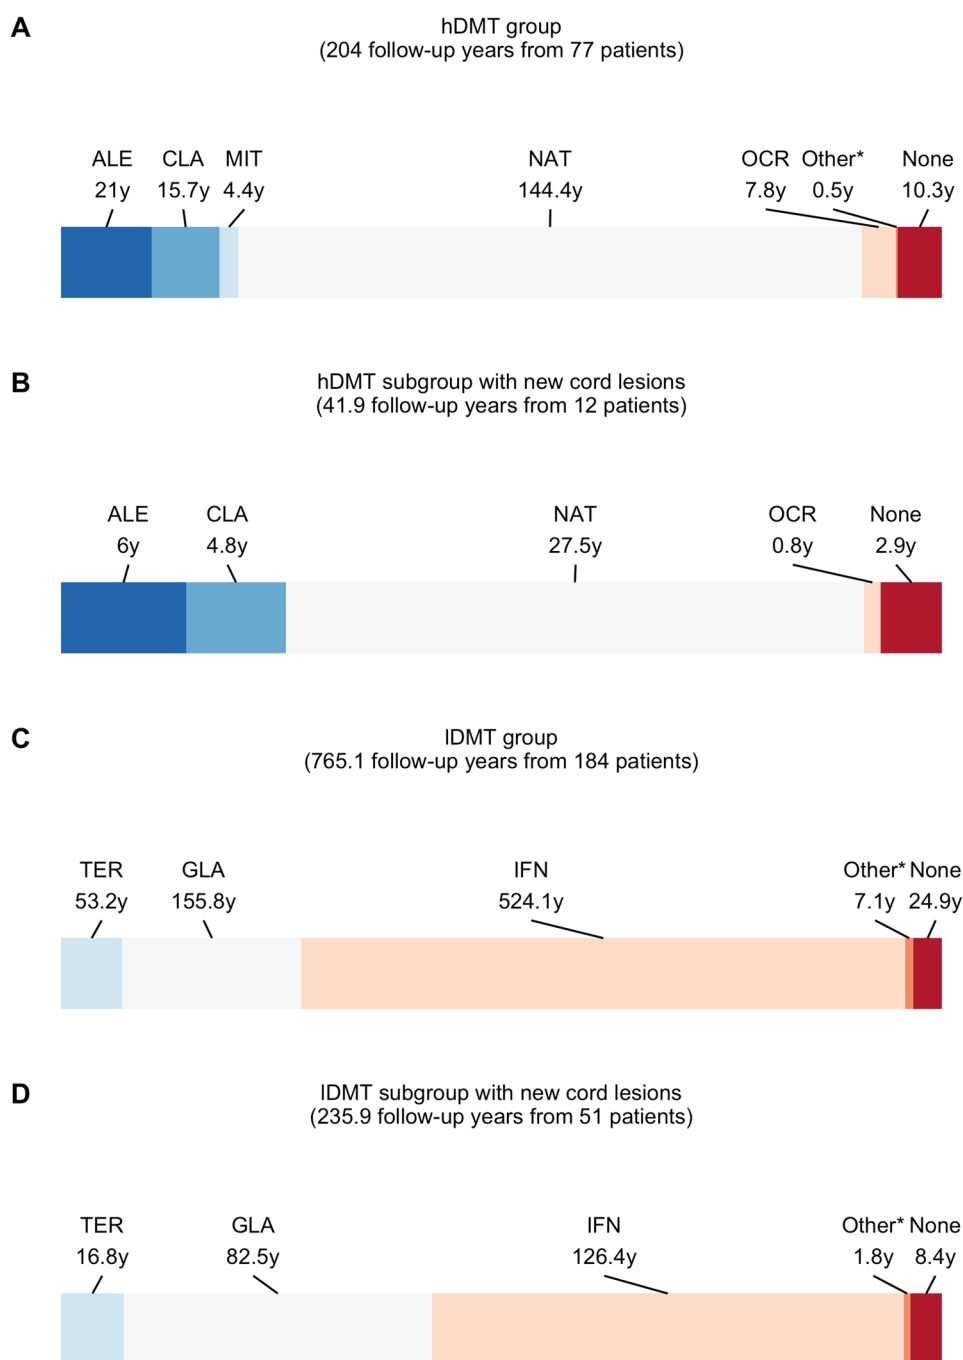 A
hDMT group
(204 follow-up years from 77 patients)
ALE CLA MIT NAT OCR Other* None
21y 15.7y 4.4y 144.4y 7.8y 0.5y 10.3y
B
hDMT subgroup with new cord lesions
(41.9 follow-up years from 12 patients)
ALE CLA NAT OCR None
6y 4.8y 27.5y 0.8y 2.9y
C
lDMT group
(765.1 follow-up years from 184 patients)
TER GLA IFN Other* None
53.2y 155.8y 524.1y 7.1y 24.9y
D
lDMT subgroup with new cord lesions
(235.9 follow-up years from 51 patients)
TER GLA IFN Other* None
16.8y 82.5y 126.4y 1.8y 8.4y